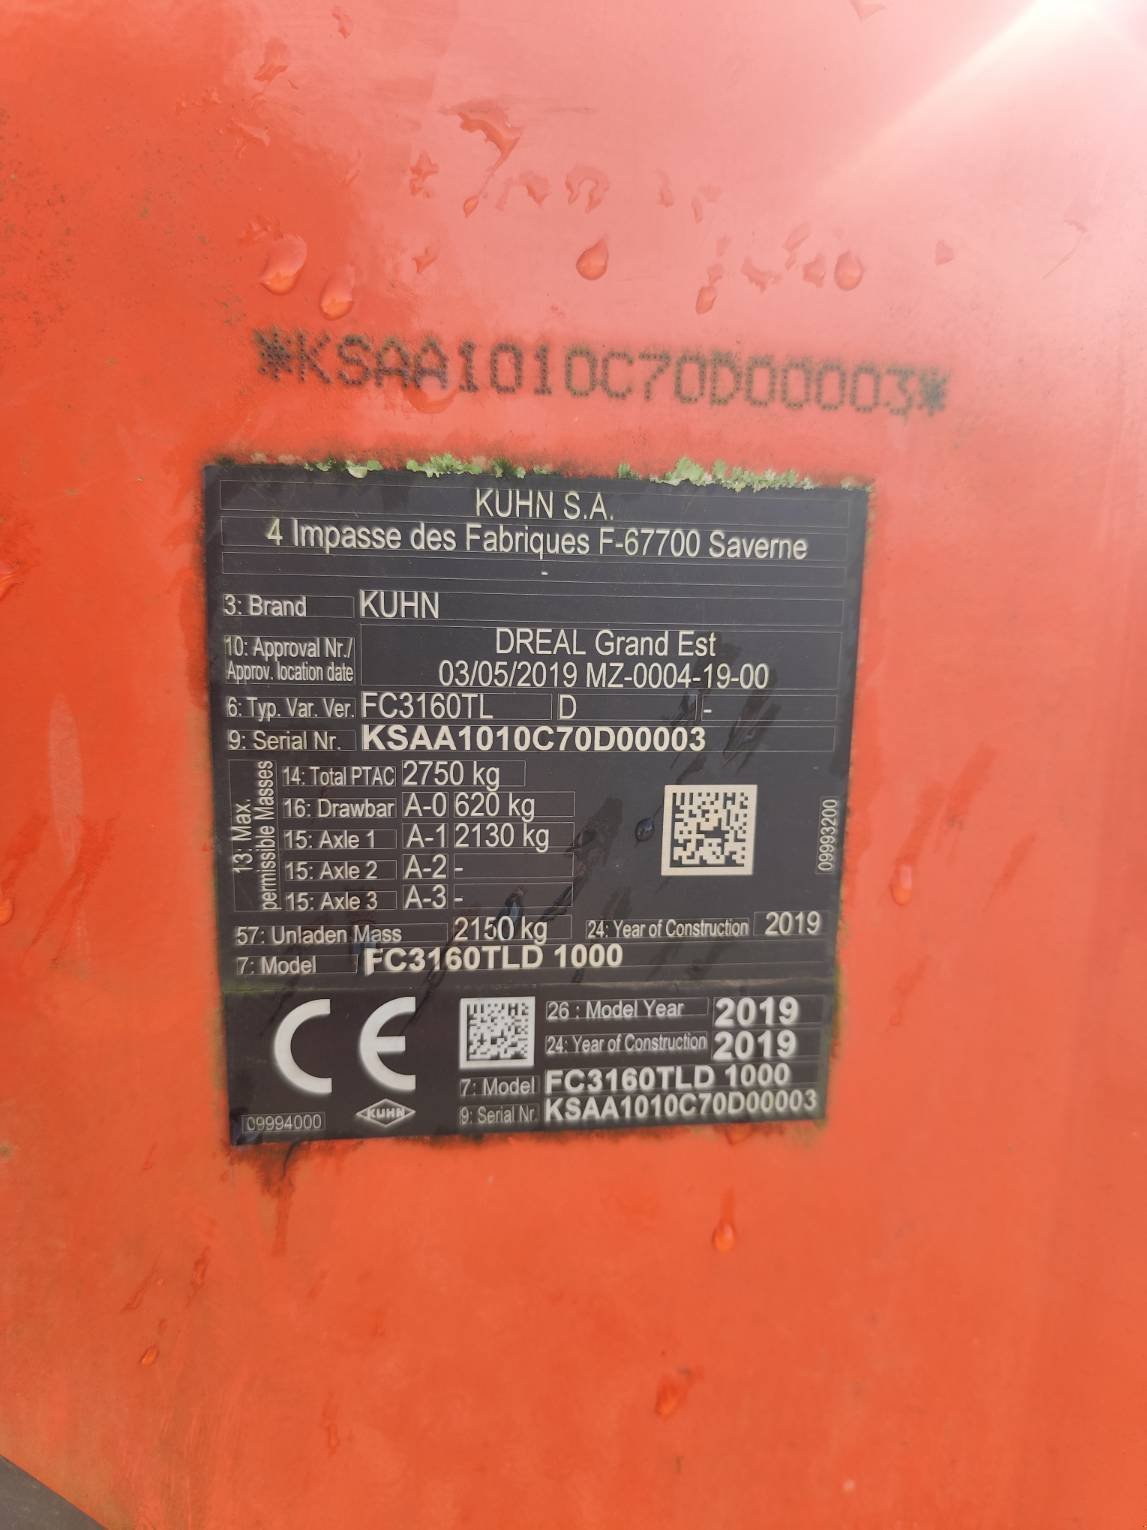 *KSAA1010C70D00003*
KUHN S.A.
4 Impasse des Fabriques F-67700 Saverne
-
3: Brand KUHN
10: Approval Nr./ DREAL Grand Est
Approv. location date 03/05/2019 MZ-0004-19-00
6: Typ. Var. Ver. FC3160TL D -
9: Serial Nr. KSAA1010C70D00003
13: Max. permissible Masses
14: Total PTAC 2750 kg
16: Drawbar A-0 620 kg
15: Axle 1 A-1 2130 kg
15: Axle 2 A-2 -
15: Axle 3 A-3 -
09993200
57: Unladen Mass 2150 kg 24: Year of Construction 2019
7: Model FC3160TLD 1000
CE
26 : Model Year 2019
24: Year of Construction 2019
7: Model FC3160TLD 1000
9: Serial Nr. KSAA1010C70D00003
KUHN
09994000